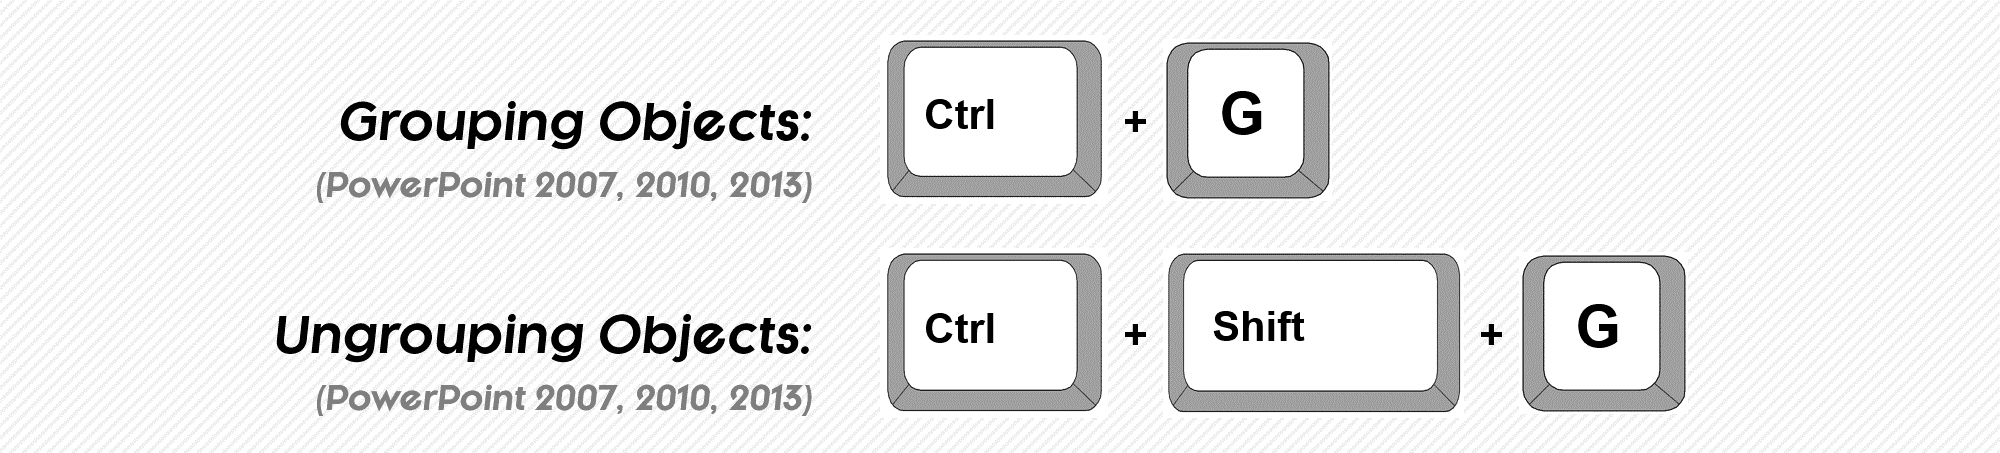 Grouping Objects: Ctrl + G
(PowerPoint 2007, 2010, 2013)
Ungrouping Objects: Ctrl + Shift + G
(PowerPoint 2007, 2010, 2013)